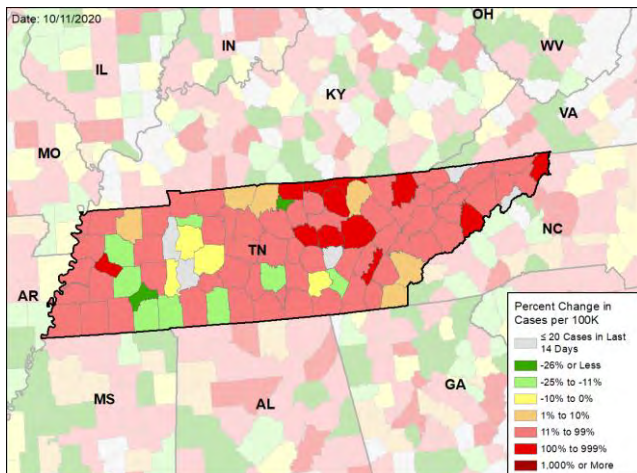 Date: 10/11/2020
OH
IN
WV
IL
KY
VA
MO
TN
NC
AR
MS
AL
GA
Percent Change in
Cases per 100K
≤ 20 Cases in Last
14 Days
-26% or Less
-25% to -11%
-10% to 0%
1% to 10%
11% to 99%
100% to 999%
1,000% or More